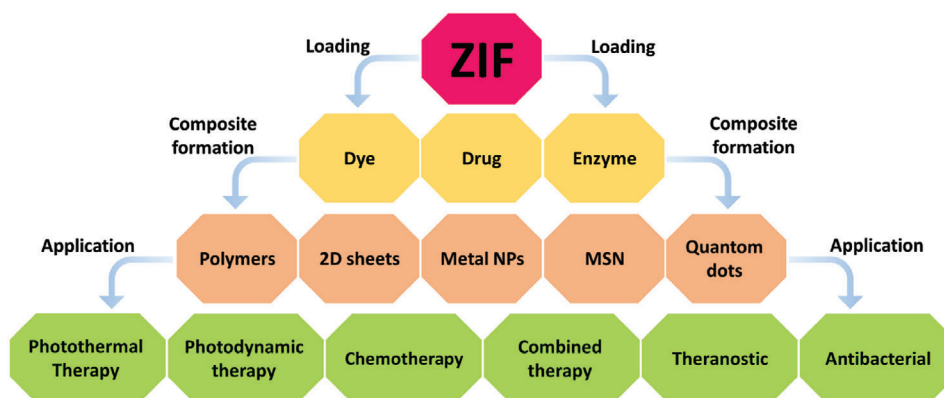 Loading
ZIF
Loading
Composite
formation
Dye
Drug
Enzyme
Composite
formation
Application
Polymers
2D sheets
Metal NPs
MSN
Quantom
dots
Application
Photothermal
Therapy
Photodynamic
therapy
Chemotherapy
Combined
therapy
Theranostic
Antibacterial